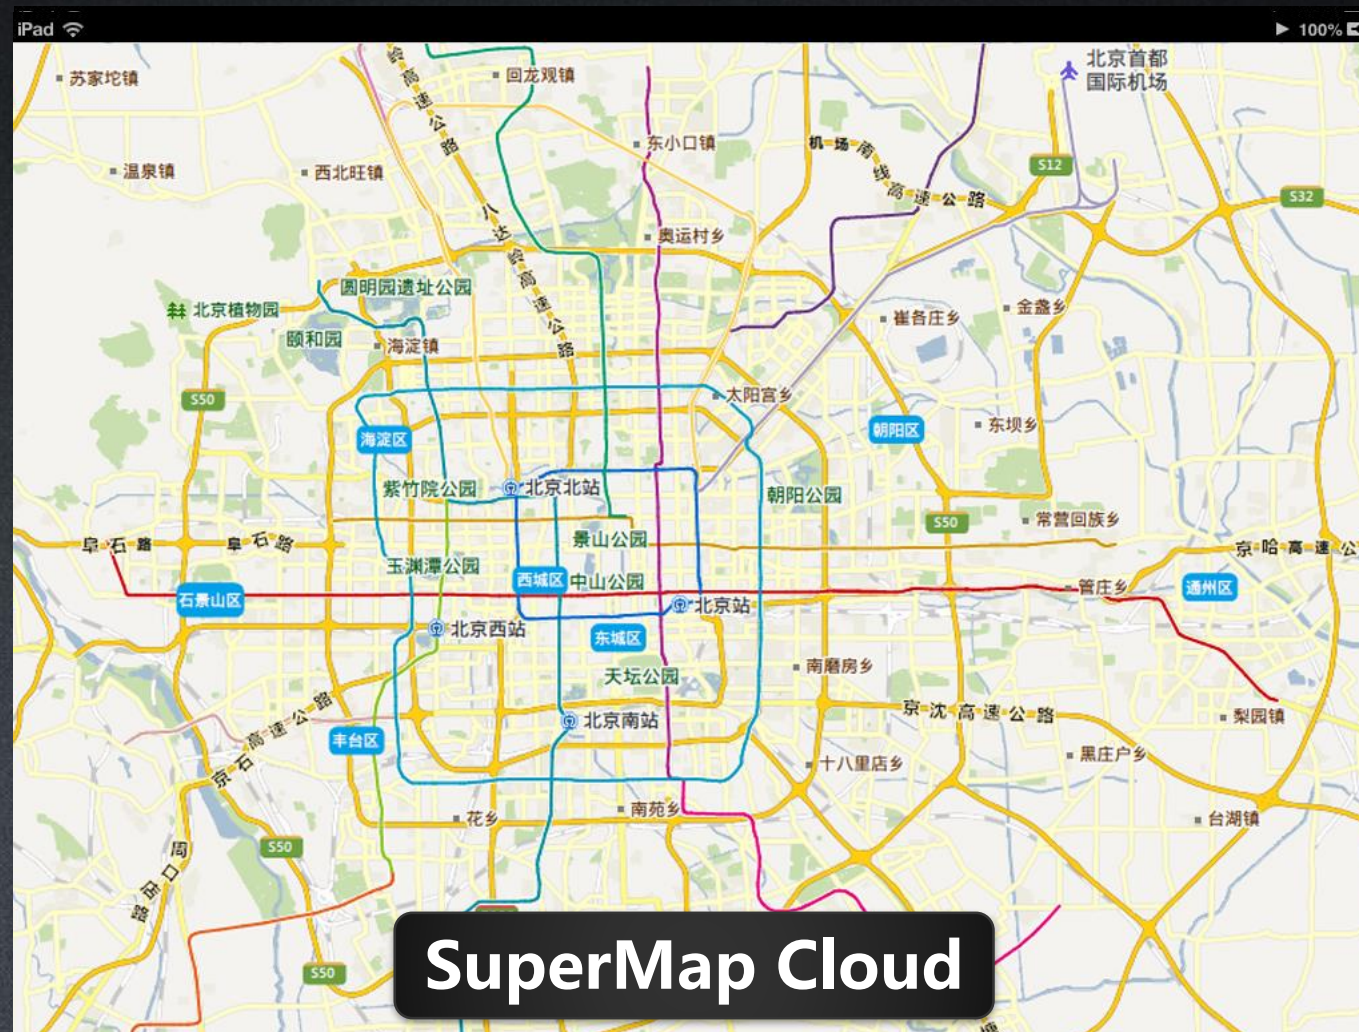 iPad
100%
北京首都
国际机场
苏家坨镇
回龙观镇
岭高速公路
东小口镇
机场南线
高速公路
S12
温泉镇
西北旺镇
S32
八达岭高速公路
奥运村乡
圆明园遗址公园
北京植物园
金盏乡
崔各庄乡
颐和园
海淀镇
S50
太阳宫乡
海淀区
朝阳区
东坝乡
紫竹院公园
北京北站
朝阳公园
S50
常营回族乡
阜石路
阜石路
景山公园
京哈高速公
玉渊潭公园
西城区
中山公园
管庄乡
通州区
石景山区
北京站
北京西站
东城区
南磨房乡
天坛公园
京沈高速公路
梨园镇
北京南站
丰台区
京石高速公路
黑庄户乡
十八里店乡
花乡
南苑乡
台湖镇
S50
周口店路
S50
SuperMap Cloud